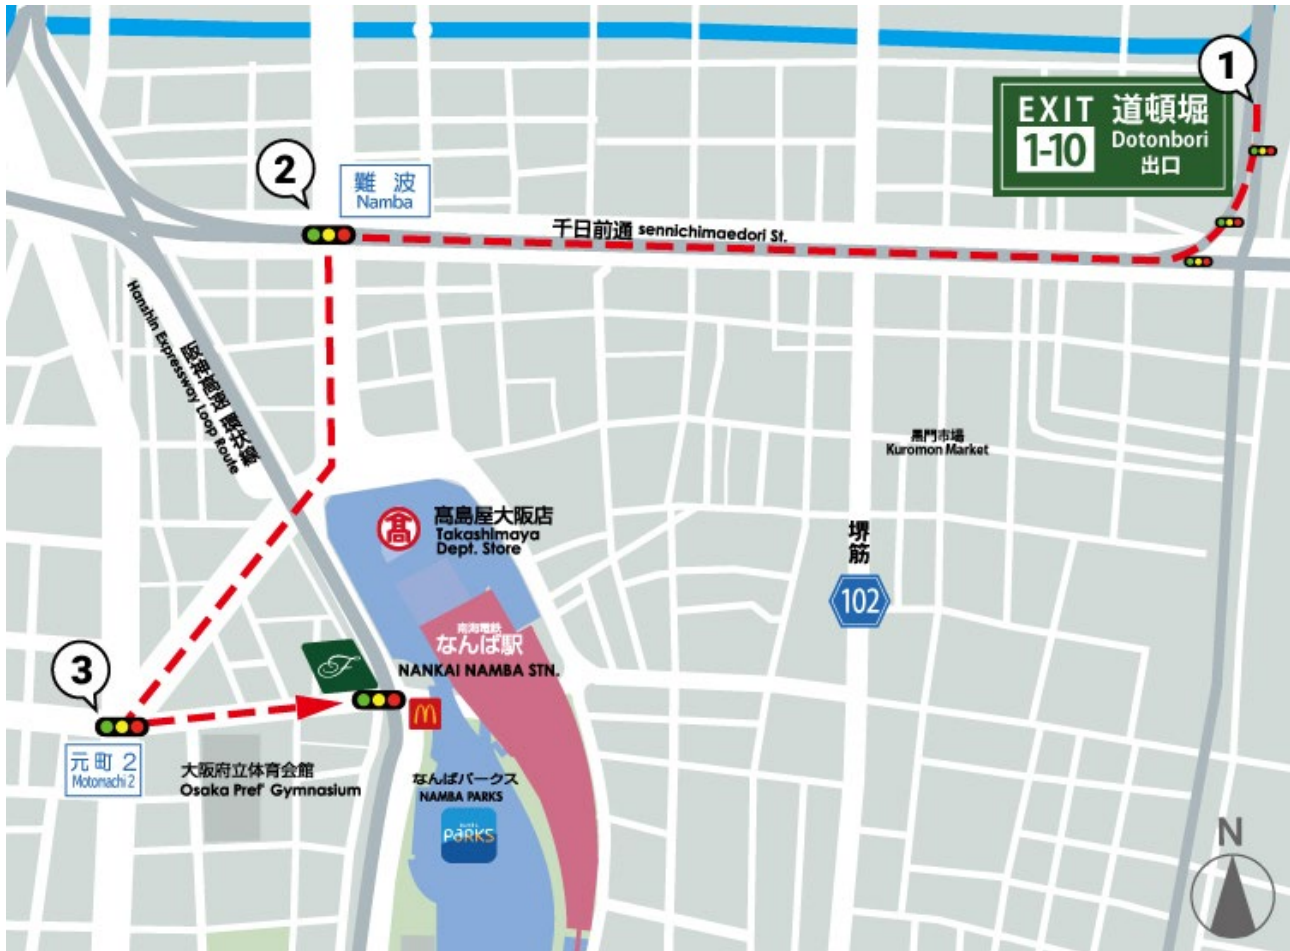 1
EXIT
1-10
道頓堀
Dotonbori
出口
2
難波
Namba
千日前通 sennichimaedori St.
阪神高速 環状線
Hanshin Expressway Loop Route
黒門市場
Kuromon Market
髙
髙島屋大阪店
Takashimaya
Dept. Store
堺筋
102
南海電鉄
なんば駅
NANKAI NAMBA STN.
F
3
元町2
Motomachi 2
大阪府立体育会館
Osaka Pref' Gymnasium
なんばパークス
NAMBA PARKS
PARKS
N